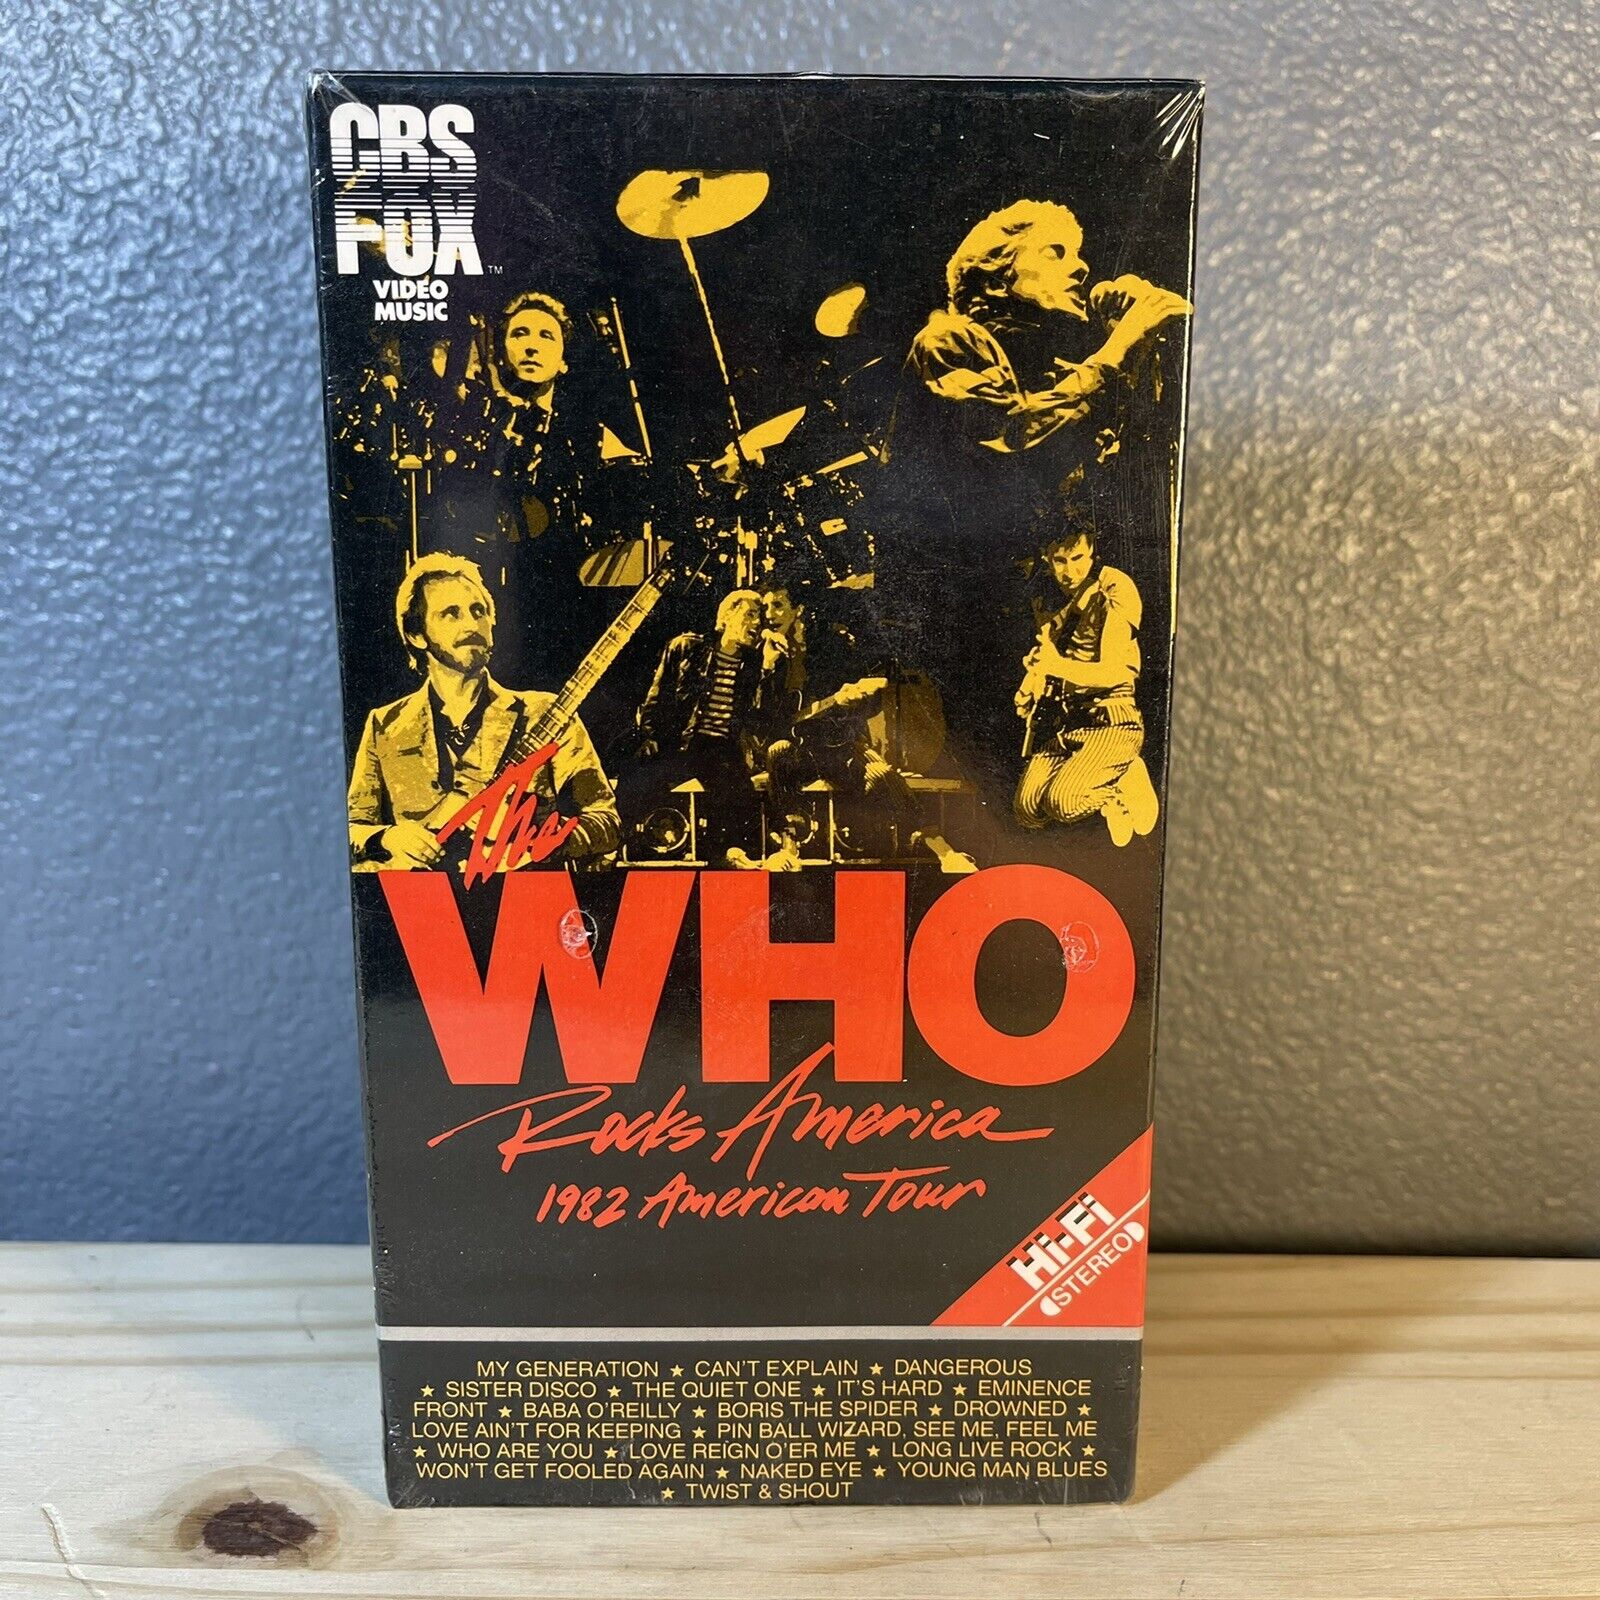 CBS
FOX™
VIDEO
MUSIC
The
WHO
Rocks America
1982 American Tour
Hi-Fi
STEREO
MY GENERATION ★ CAN'T EXPLAIN ★ DANGEROUS
★ SISTER DISCO ★ THE QUIET ONE ★ IT'S HARD ★ EMINENCE
FRONT ★ BABA O'REILLY ★ BORIS THE SPIDER ★ DROWNED ★
LOVE AIN'T FOR KEEPING ★ PIN BALL WIZARD, SEE ME, FEEL ME
★ WHO ARE YOU ★ LOVE REIGN O'ER ME ★ LONG LIVE ROCK ★
WON'T GET FOOLED AGAIN ★ NAKED EYE ★ YOUNG MAN BLUES
★ TWIST & SHOUT